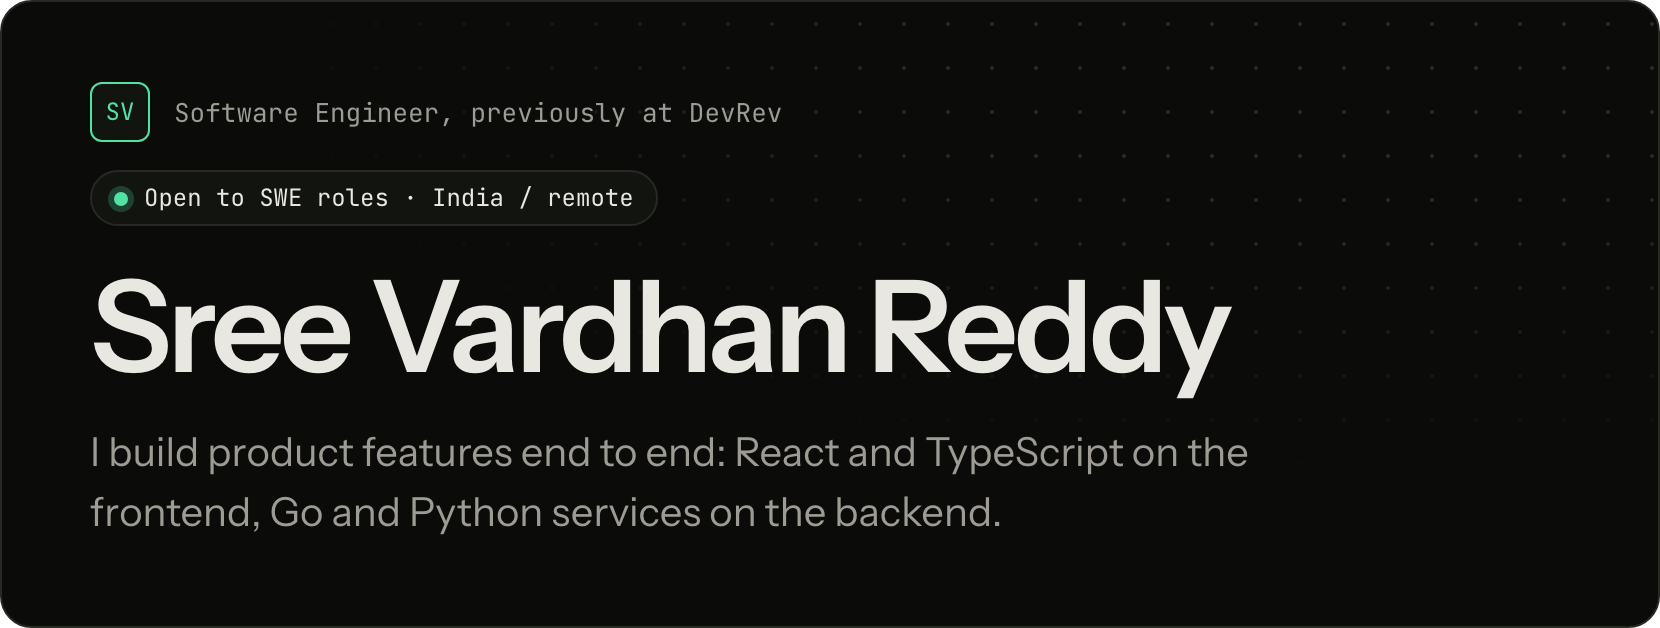 SV
Software Engineer, previously at DevRev
Open to SWE roles · India / remote
Sree Vardhan Reddy
I build product features end to end: React and TypeScript on the
frontend, Go and Python services on the backend.